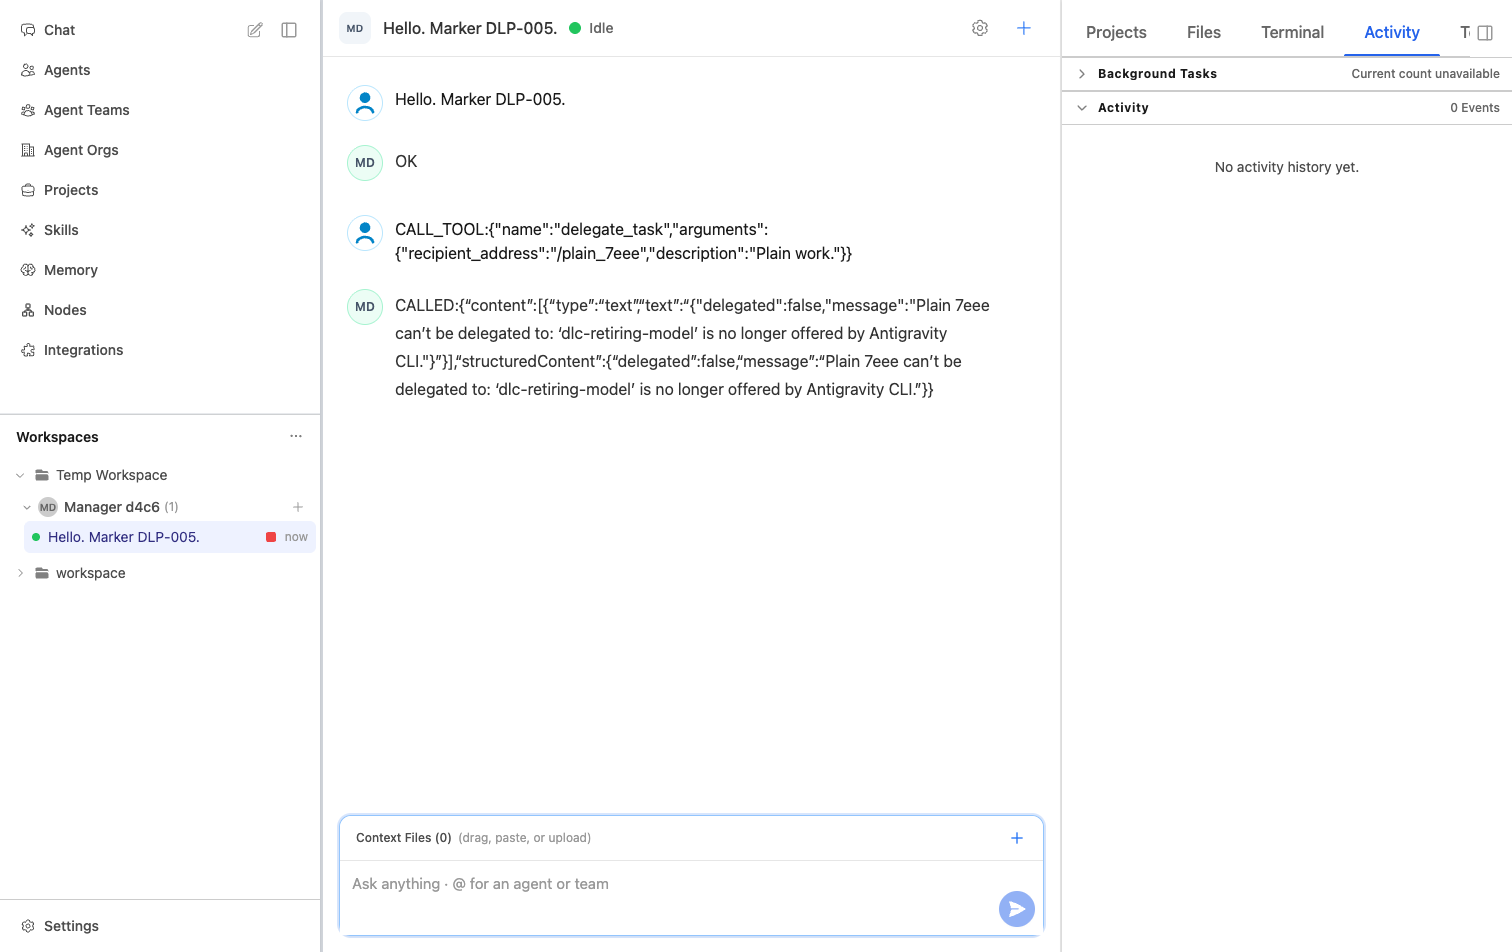 Chat
Agents
Agent Teams
Agent Orgs
Projects
Skills
Memory
Nodes
Integrations
Workspaces
Temp Workspace
MD Manager d4c6 (1)
Hello. Marker DLP-005. now
workspace
Settings
MD Hello. Marker DLP-005. Idle
Hello. Marker DLP-005.
MD OK
CALL_TOOL:{"name":"delegate_task","arguments":
{"recipient_address":"/plain_7eee","description":"Plain work."}}
MD CALLED:{“content”:[{“type”:“text”,“text”:“{"delegated":false,"message":"Plain 7eee
can’t be delegated to: ‘dlc-retiring-model’ is no longer offered by Antigravity
CLI."}”}],“structuredContent”:{“delegated”:false,“message”:“Plain 7eee can’t be
delegated to: ‘dlc-retiring-model’ is no longer offered by Antigravity CLI.”}}
Context Files (0) (drag, paste, or upload)
Ask anything · @ for an agent or team
Projects Files Terminal Activity
Background Tasks Current count unavailable
Activity 0 Events
No activity history yet.